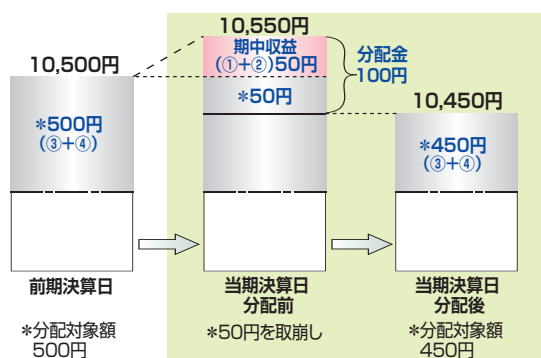 10,500円
＊500円
（③＋④）
前期決算日
＊分配対象額
500円
10,550円
期中収益
（①＋②）50円
＊50円
分配金
100円
当期決算日
分配前
＊50円を取崩し
10,450円
＊450円
（③＋④）
当期決算日
分配後
＊分配対象額
450円